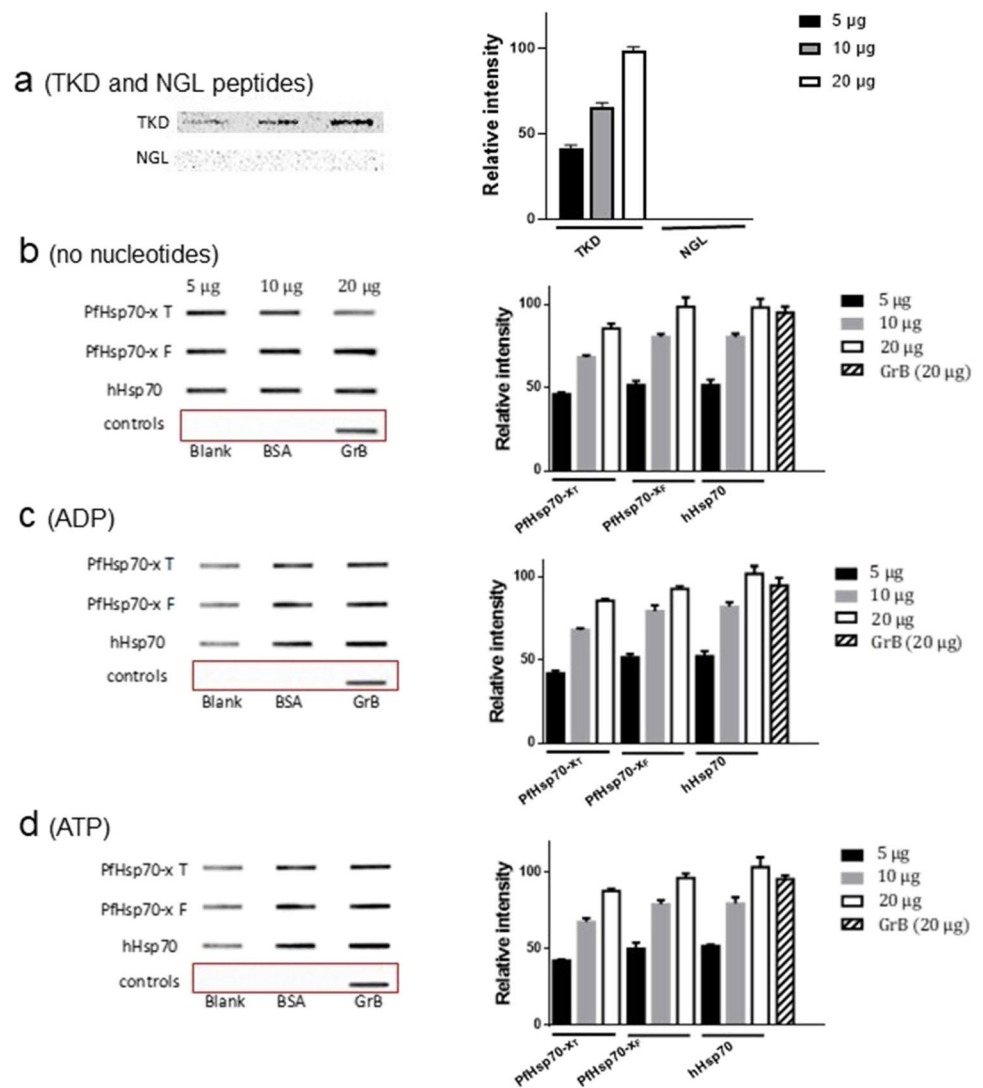 a (TKD and NGL peptides)
TKD
NGL
Relative intensity
100
50
0
TKD
NGL
5 µg
10 µg
20 µg
b (no nucleotides)
5 µg 10 µg 20 µg
PfHsp70-x T
PfHsp70-x F
hHsp70
controls
Blank BSA GrB
Relative intensity
100
50
0
PfHsp70-xT
PfHsp70-xF
hHsp70
5 µg
10 µg
20 µg
GrB (20 µg)
c (ADP)
PfHsp70-x T
PfHsp70-x F
hHsp70
controls
Blank BSA GrB
Relative intensity
100
50
0
PfHsp70-xT
PfHsp70-xF
hHsp70
5 µg
10 µg
20 µg
GrB (20 µg)
d (ATP)
PfHsp70-x T
PfHsp70-x F
hHsp70
controls
Blank BSA GrB
Relative intensity
100
50
0
PfHsp70-xT
PfHsp70-xF
hHsp70
5 µg
10 µg
20 µg
GrB (20 µg)